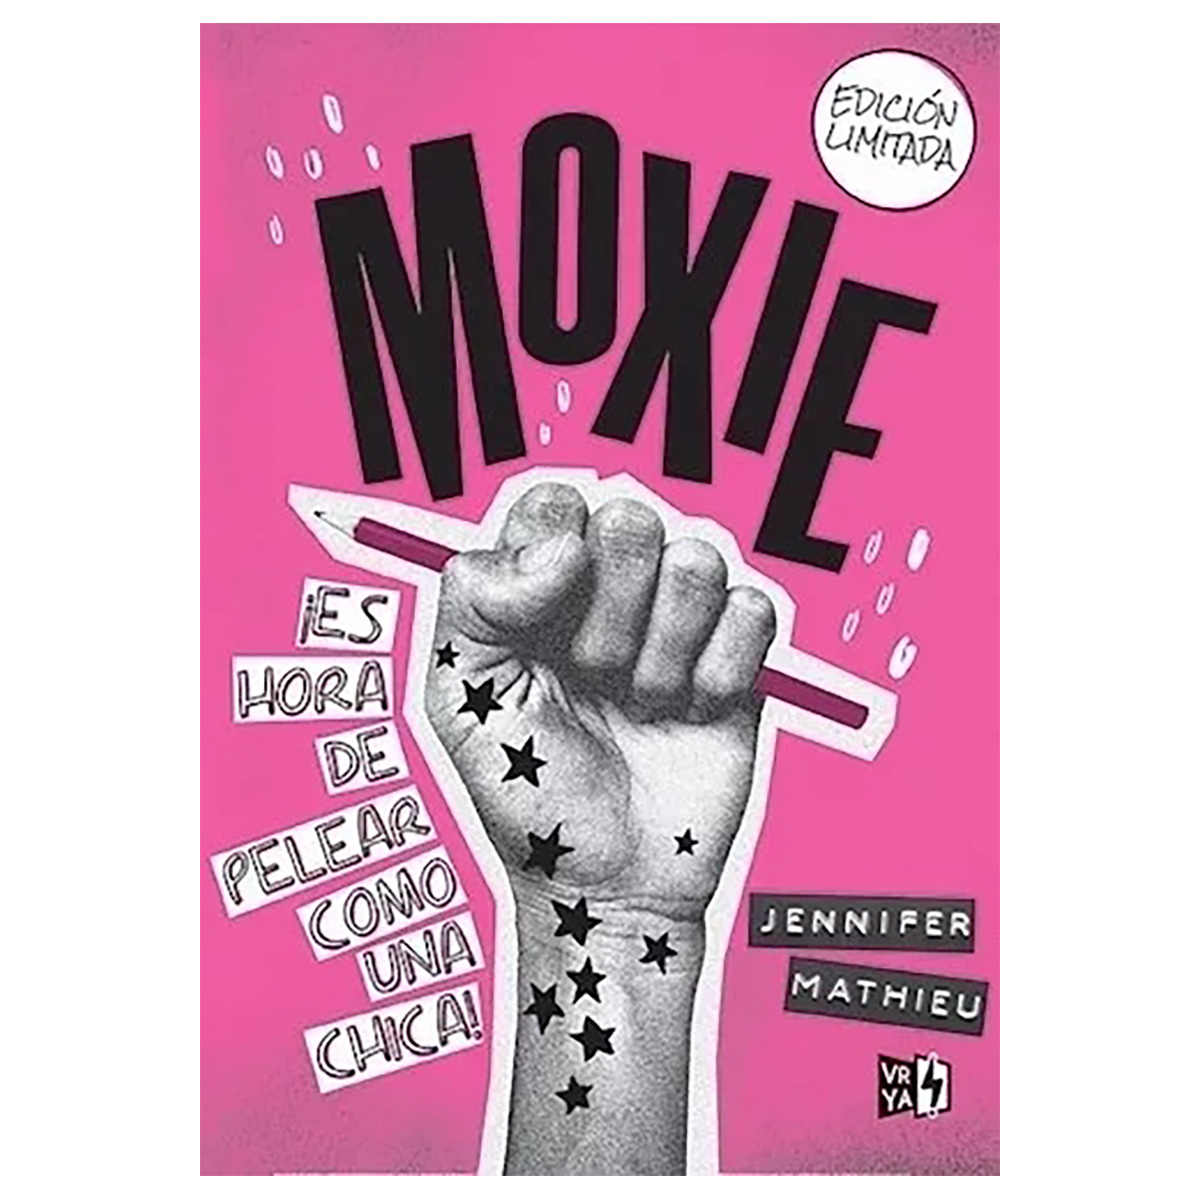 EDICIÓN
LIMITADA
MOXIE
¡ES
HORA
DE
PELEAR
COMO
UNA
CHICA!
JENNIFER
MATHIEU
VR
YA